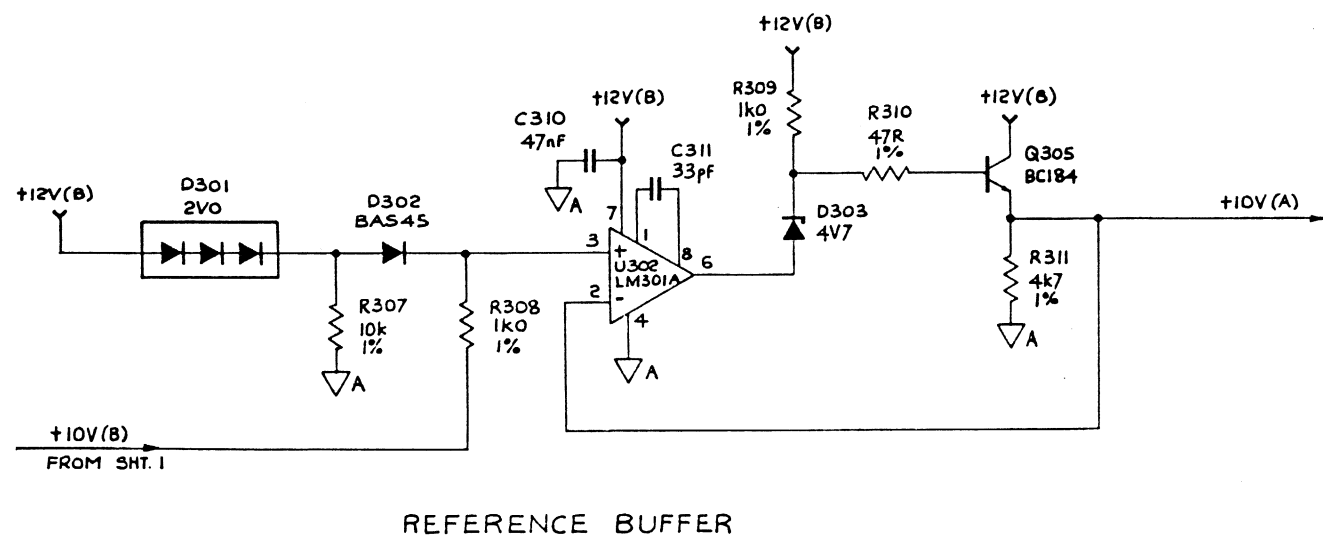 +12V(B)
D301
2V0
D302
BAS45
R307
10k
1%
A
R308
1k0
1%
+10V(B)
FROM SHT. 1
C310
47nF
A
+12V(B)
C311
33pF
7
1
8
3
+
U302
LM301A
6
2
-
4
A
+12V(B)
R309
1k0
1%
R310
47R
1%
D303
4V7
+12V(B)
Q305
BC184
+10V(A)
R311
4k7
1%
A
REFERENCE BUFFER